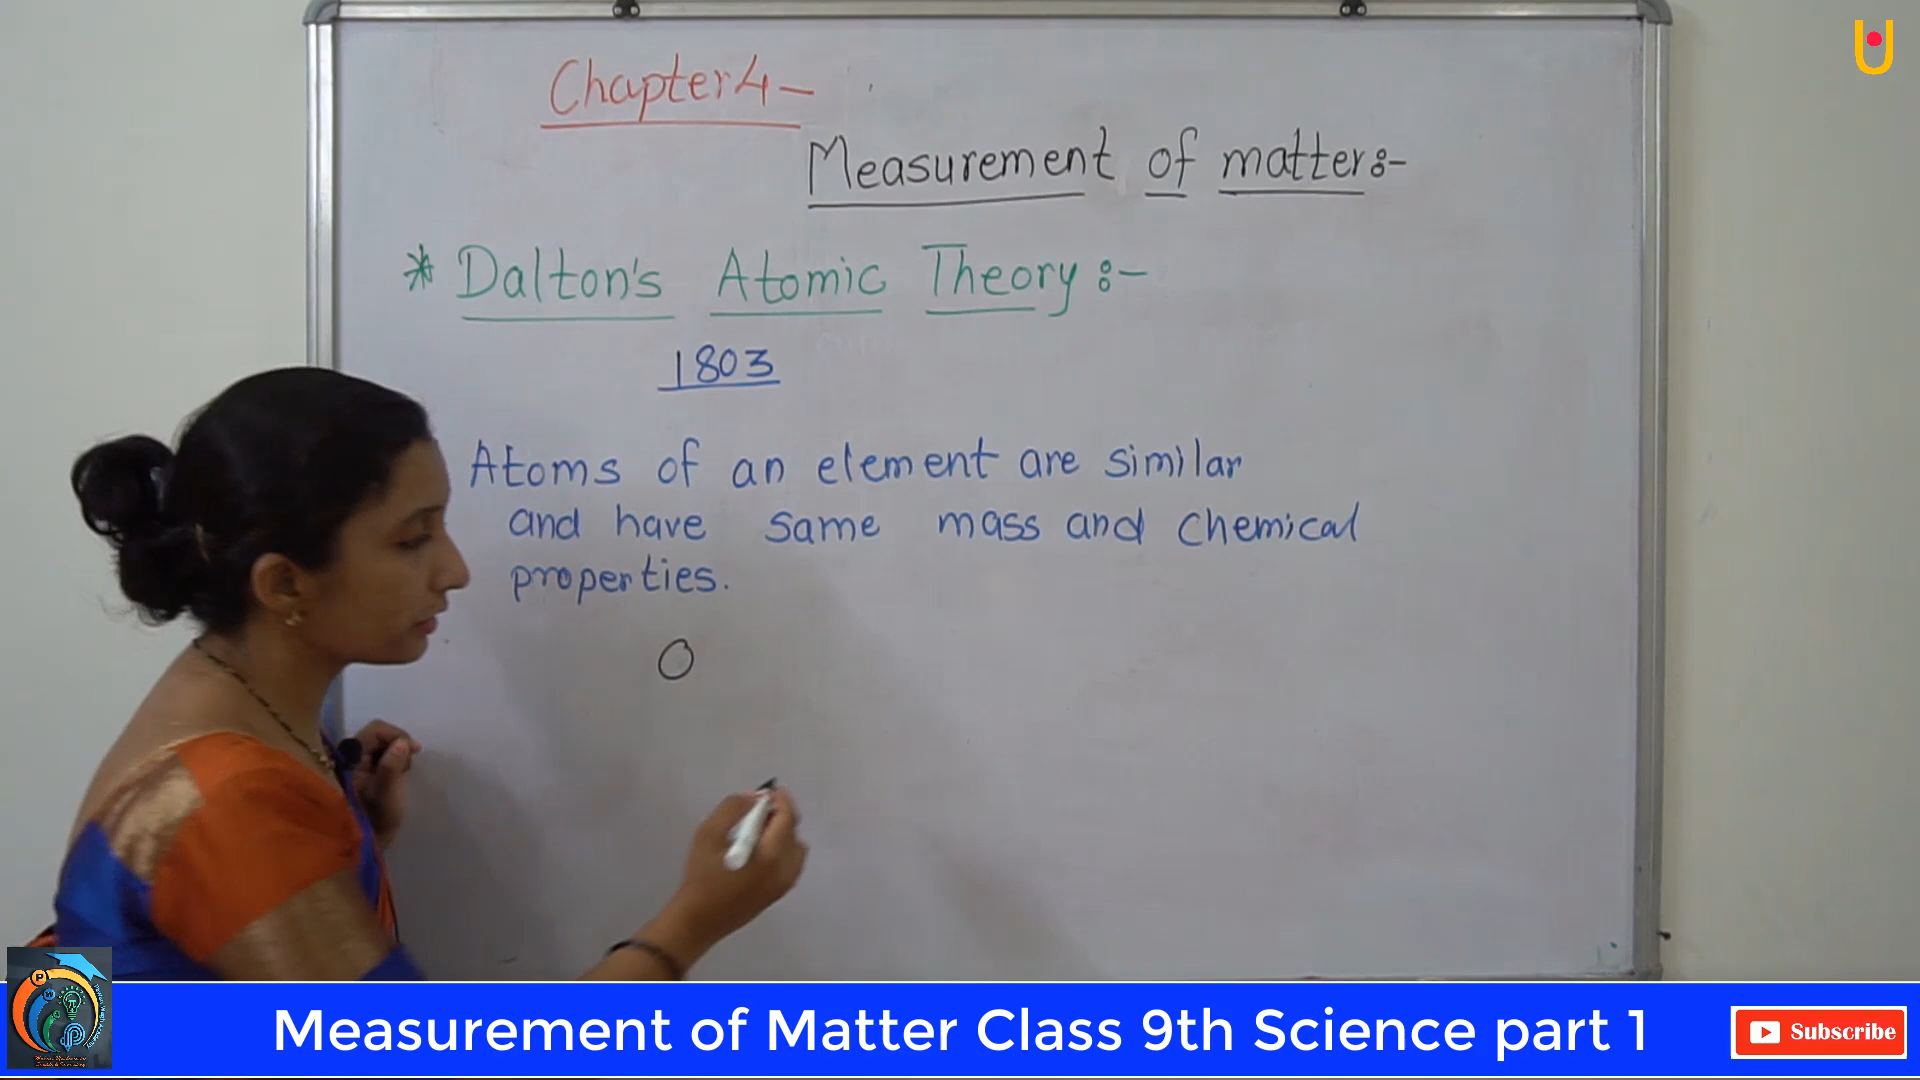 Chapter 4 -
Measurement of matter:-
* Dalton's Atomic Theory :-
1803
Atoms of an element are similar
and have same mass and chemical
properties.
O
Measurement of Matter Class 9th Science part 1
Subscribe